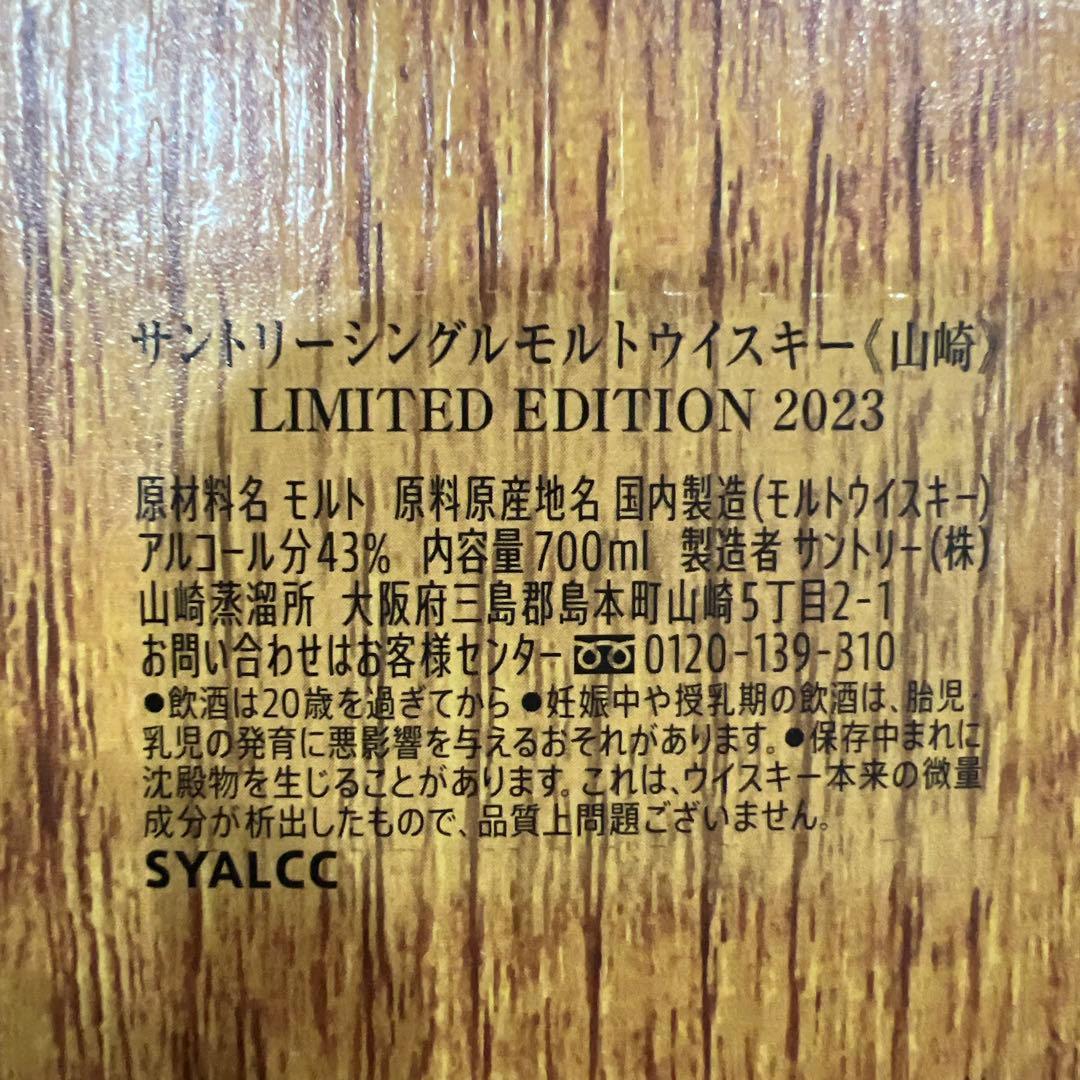 サントリーシングルモルトウイスキー《山崎》
LIMITED EDITION 2023
原材料名 モルト 原料原産地名 国内製造(モルトウイスキー)
アルコール分43% 内容量700ml 製造者 サントリー(株)
山崎蒸溜所 大阪府三島郡島本町山崎5丁目2-1
お問い合わせはお客様センター 0120-139-310
●飲酒は20歳を過ぎてから ●妊娠中や授乳期の飲酒は、胎児・
乳児の発育に悪影響を与えるおそれがあります。●保存中まれに
沈殿物を生じることがあります。これは、ウイスキー本来の微量
成分が析出したもので、品質上問題ございません。
SYALCC